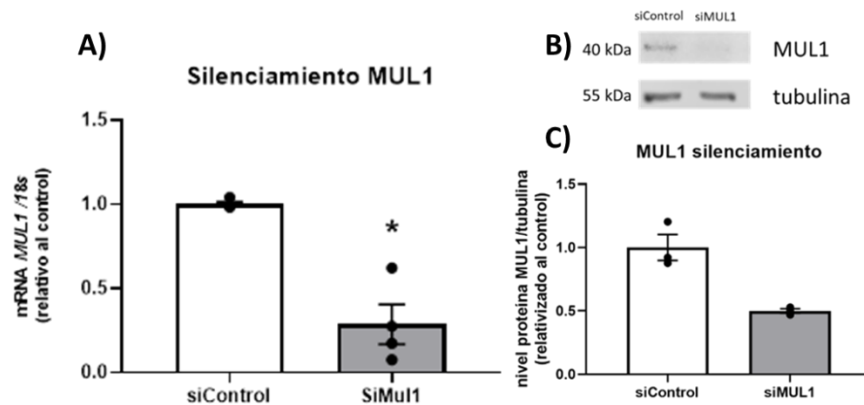 A)
Silenciamiento MUL1
1.5
1.0
0.5
0.0
mRNA MUL1 /18s
(relativo al control)
*
siControl
SiMul1
B)
siControl siMUL1
40 kDa MUL1
55 kDa tubulina
C)
MUL1 silenciamiento
1.5
1.0
0.5
0.0
nivel proteina MUL1/tubulina
(relativizado al control)
siControl
siMUL1